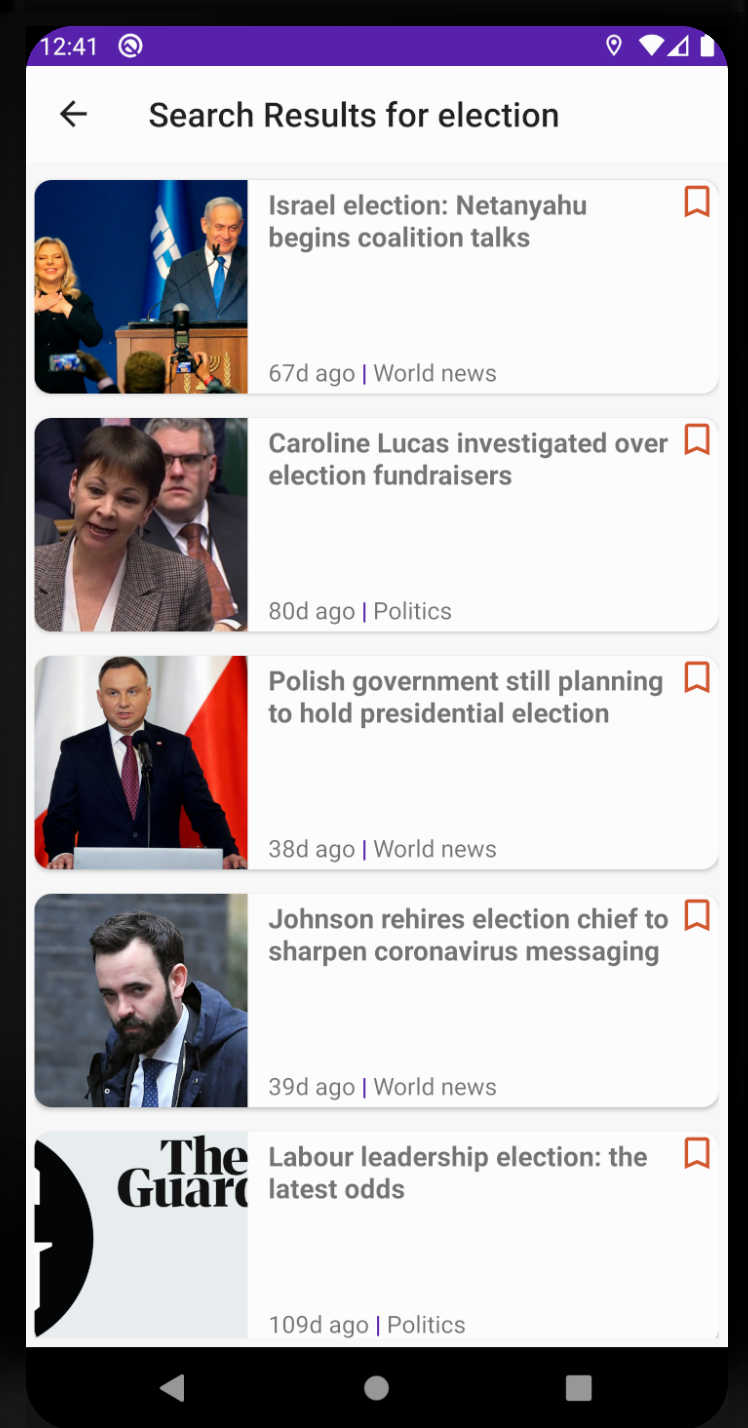 12:41
Search Results for election
Israel election: Netanyahu
begins coalition talks
67d ago | World news
Caroline Lucas investigated over
election fundraisers
80d ago | Politics
Polish government still planning
to hold presidential election
38d ago | World news
Johnson rehires election chief to
sharpen coronavirus messaging
39d ago | World news
The
Guard
Labour leadership election: the
latest odds
109d ago | Politics